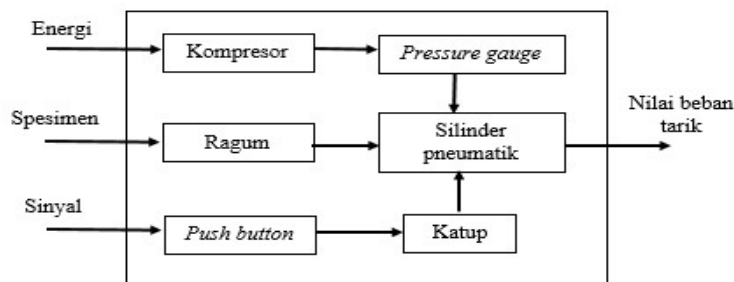 Energi
Kompresor
Pressure gauge
Spesimen
Ragum
Silinder
pneumatik
Nilai beban
tarik
Sinyal
Push button
Katup